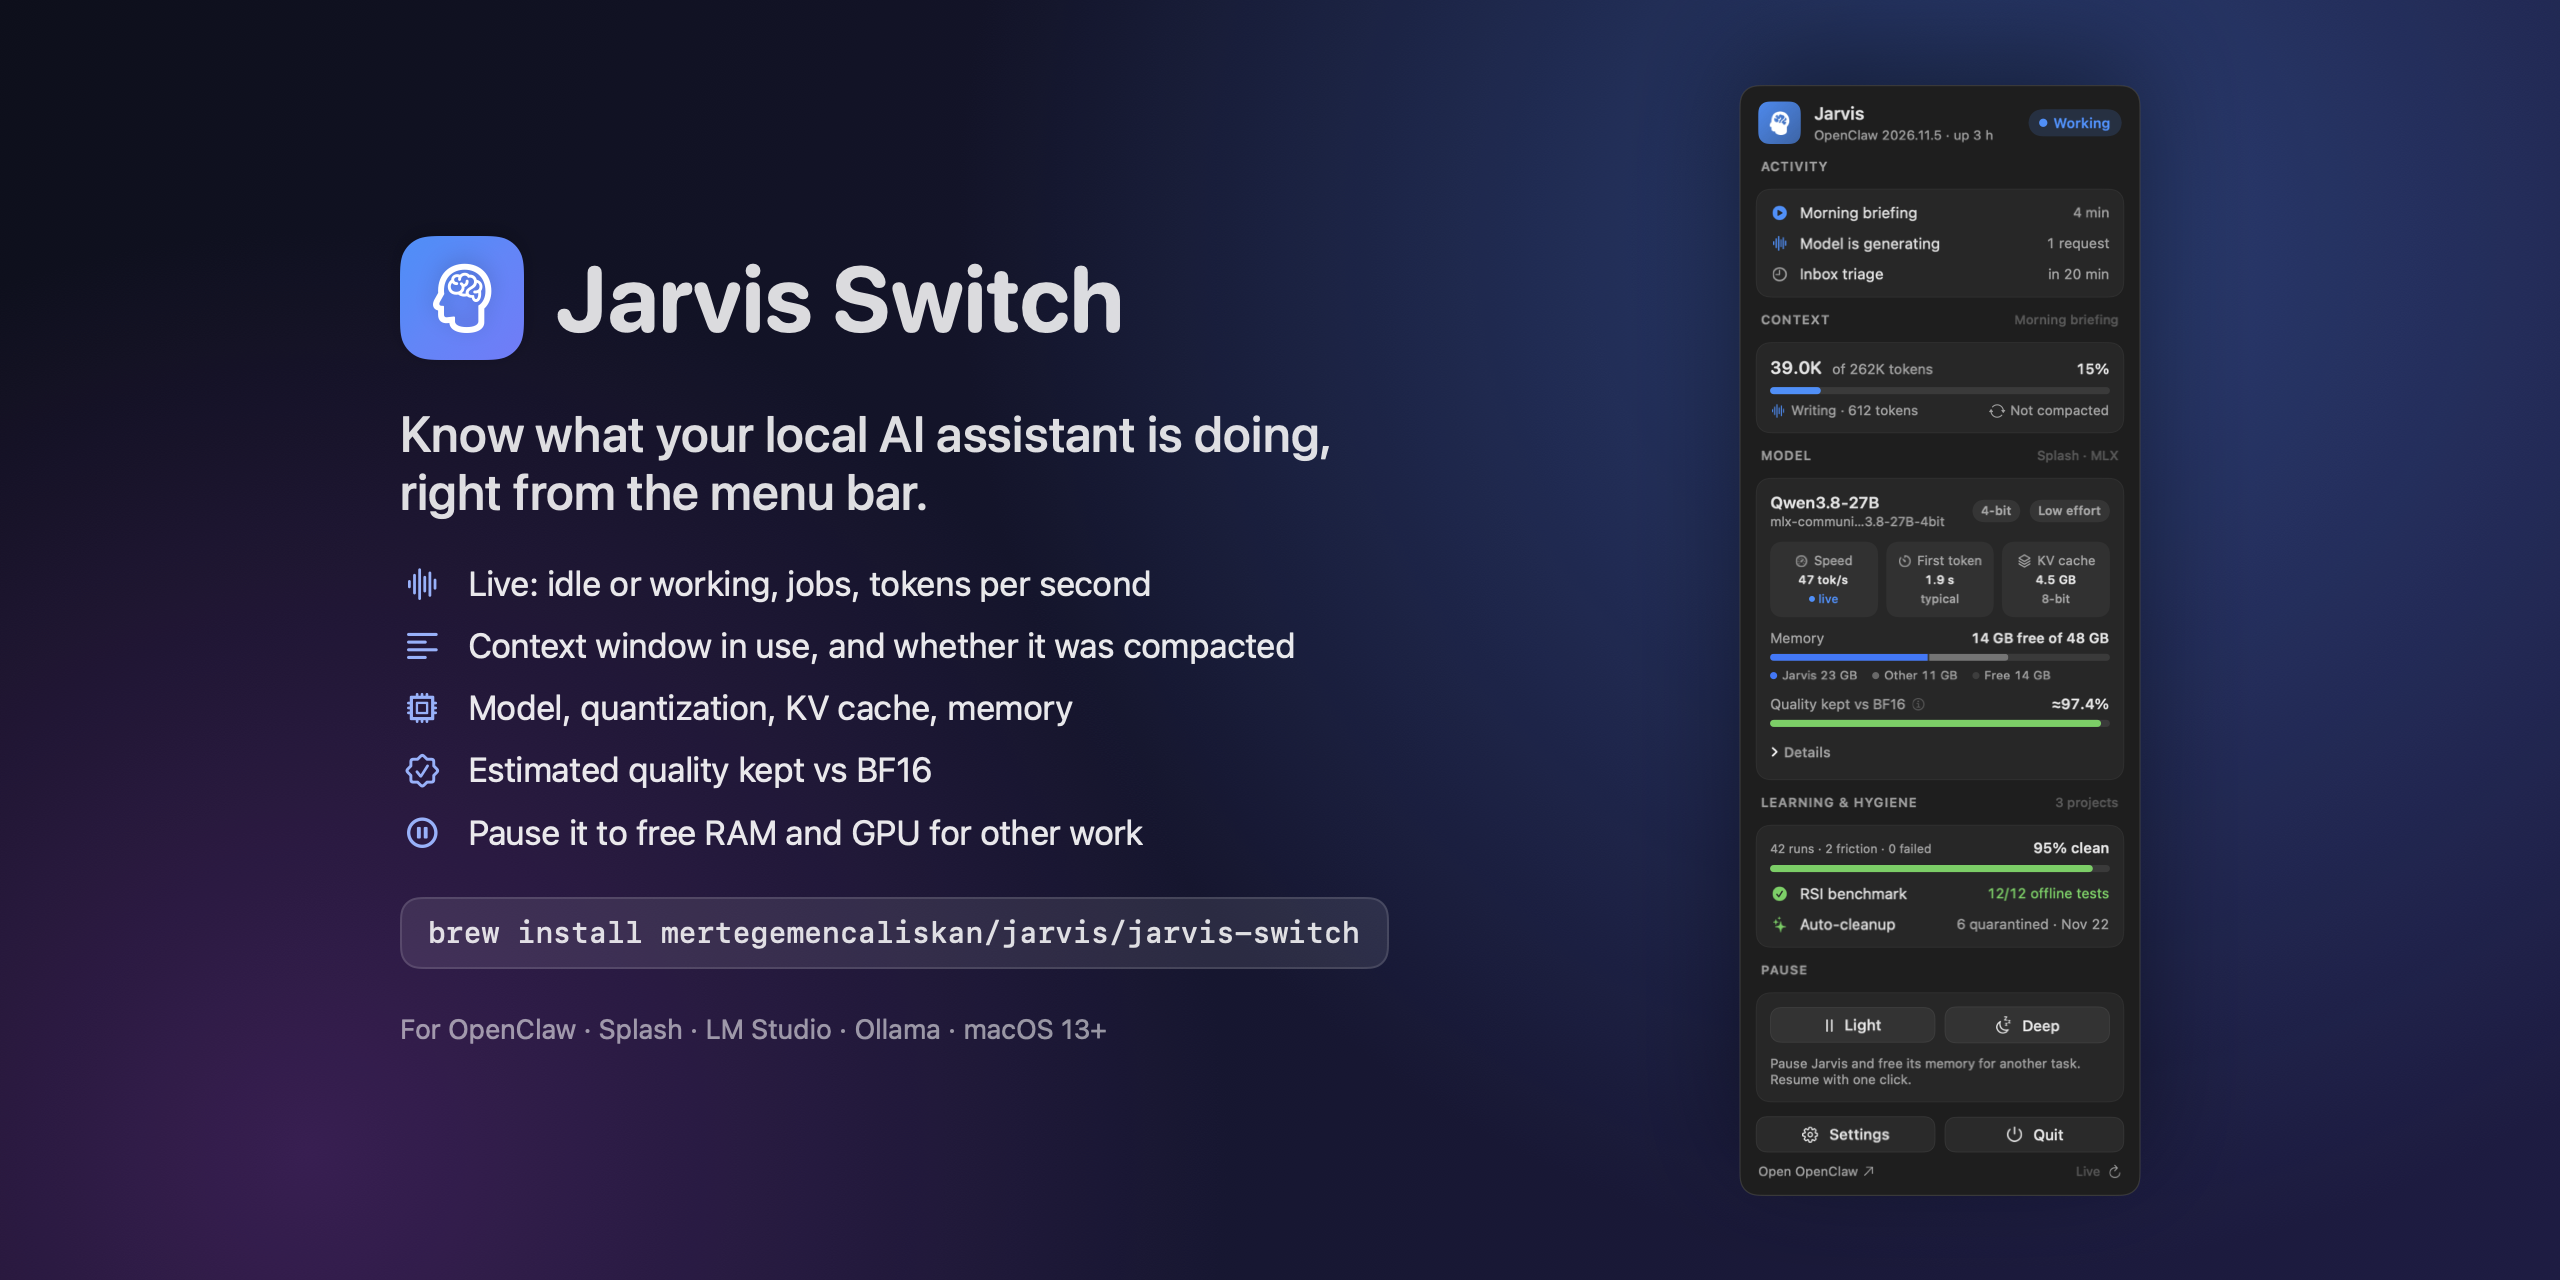 Jarvis Switch
Know what your local AI assistant is doing,
right from the menu bar.
Live: idle or working, jobs, tokens per second
Context window in use, and whether it was compacted
Model, quantization, KV cache, memory
Estimated quality kept vs BF16
Pause it to free RAM and GPU for other work
brew install mertegemencaliskan/jarvis/jarvis-switch
For OpenClaw · Splash · LM Studio · Ollama · macOS 13+
Jarvis
OpenClaw 2026.11.5 · up 3 h
Working
ACTIVITY
Morning briefing 4 min
Model is generating 1 request
Inbox triage in 20 min
CONTEXT Morning briefing
39.0K of 262K tokens 15%
Writing · 612 tokens Not compacted
MODEL Splash · MLX
Qwen3.8-27B
mlx-communi...3.8-27B-4bit
4-bit Low effort
Speed First token KV cache
47 tok/s 1.9 s 4.5 GB
live typical 8-bit
Memory 14 GB free of 48 GB
Jarvis 23 GB Other 11 GB Free 14 GB
Quality kept vs BF16 ≈97.4%
Details
LEARNING & HYGIENE 3 projects
42 runs · 2 friction · 0 failed 95% clean
RSI benchmark 12/12 offline tests
Auto-cleanup 6 quarantined · Nov 22
PAUSE
Light Deep
Pause Jarvis and free its memory for another task.
Resume with one click.
Settings Quit
Open OpenClaw ↗ Live